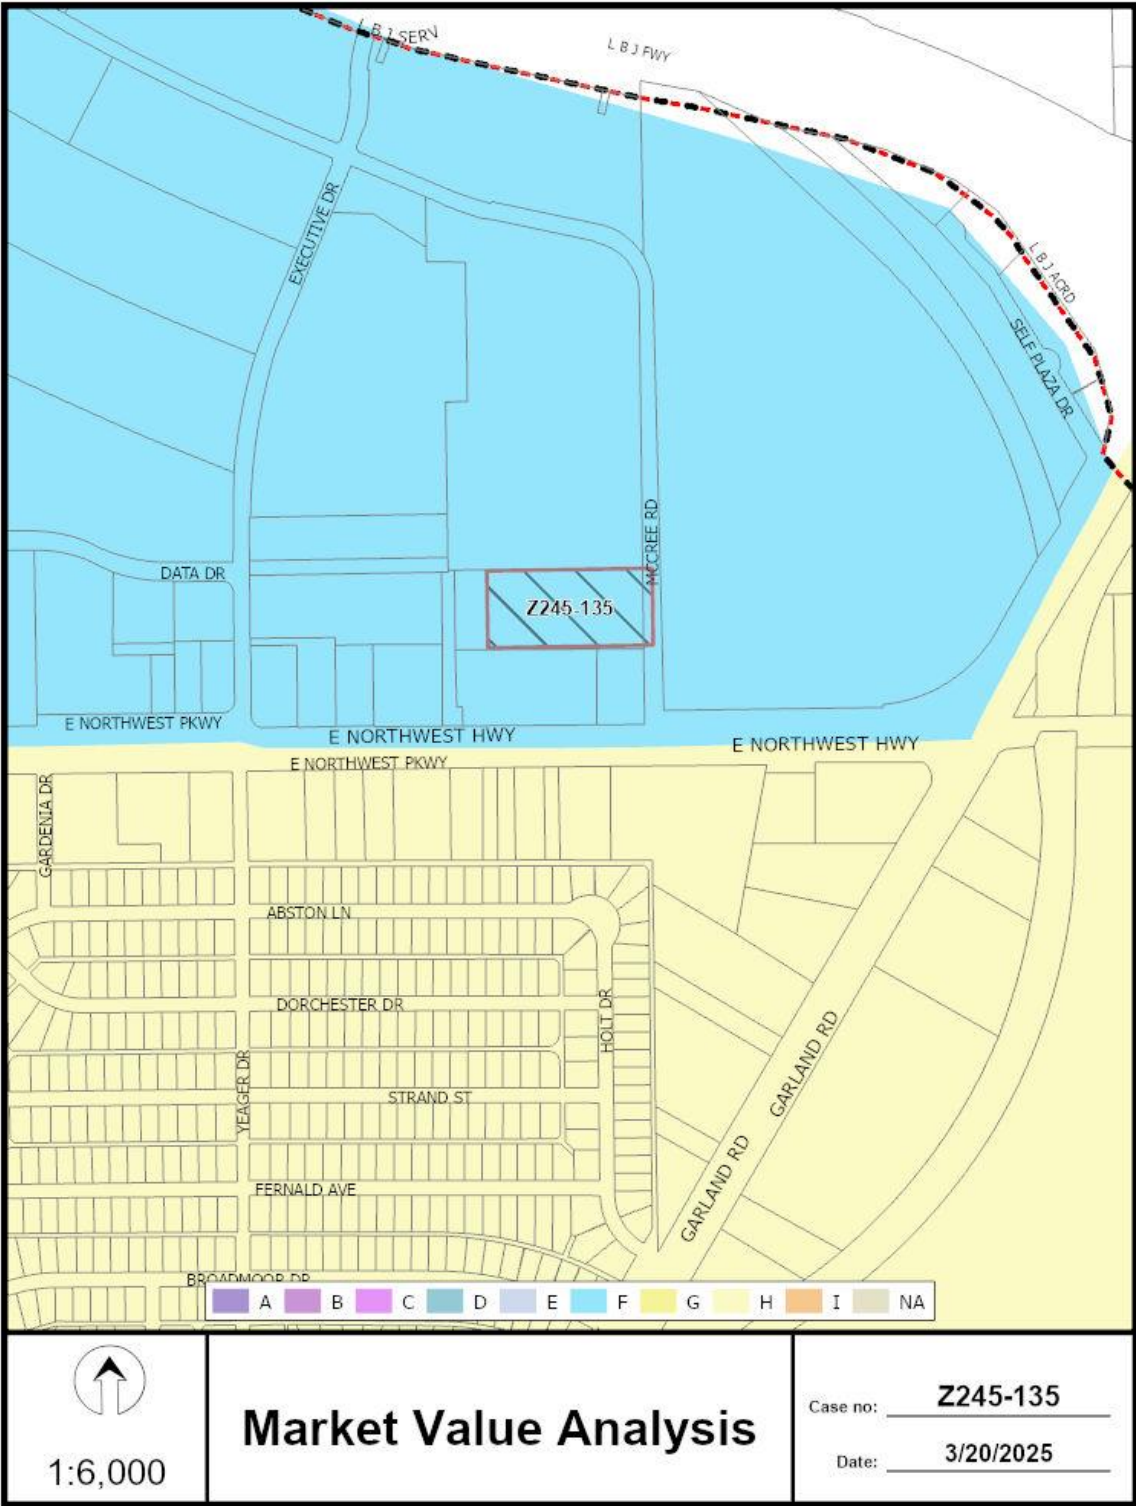 L B J SERV
L B J FWY
EXECUTIVE DR
L B J ACRD
SELF PLAZA DR
MCCREE RD
DATA DR
Z245-135
E NORTHWEST PKWY
E NORTHWEST HWY
E NORTHWEST HWY
E NORTHWEST PKWY
GARDENIA DR
ABSTON LN
DORCHESTER DR
HOLT DR
YEAGER DR
STRAND ST
GARLAND RD
GARLAND RD
FERNALD AVE
BROADMOOR DR
A B C D E F G H I NA
1:6,000
Market Value Analysis
Case no: Z245-135
Date: 3/20/2025